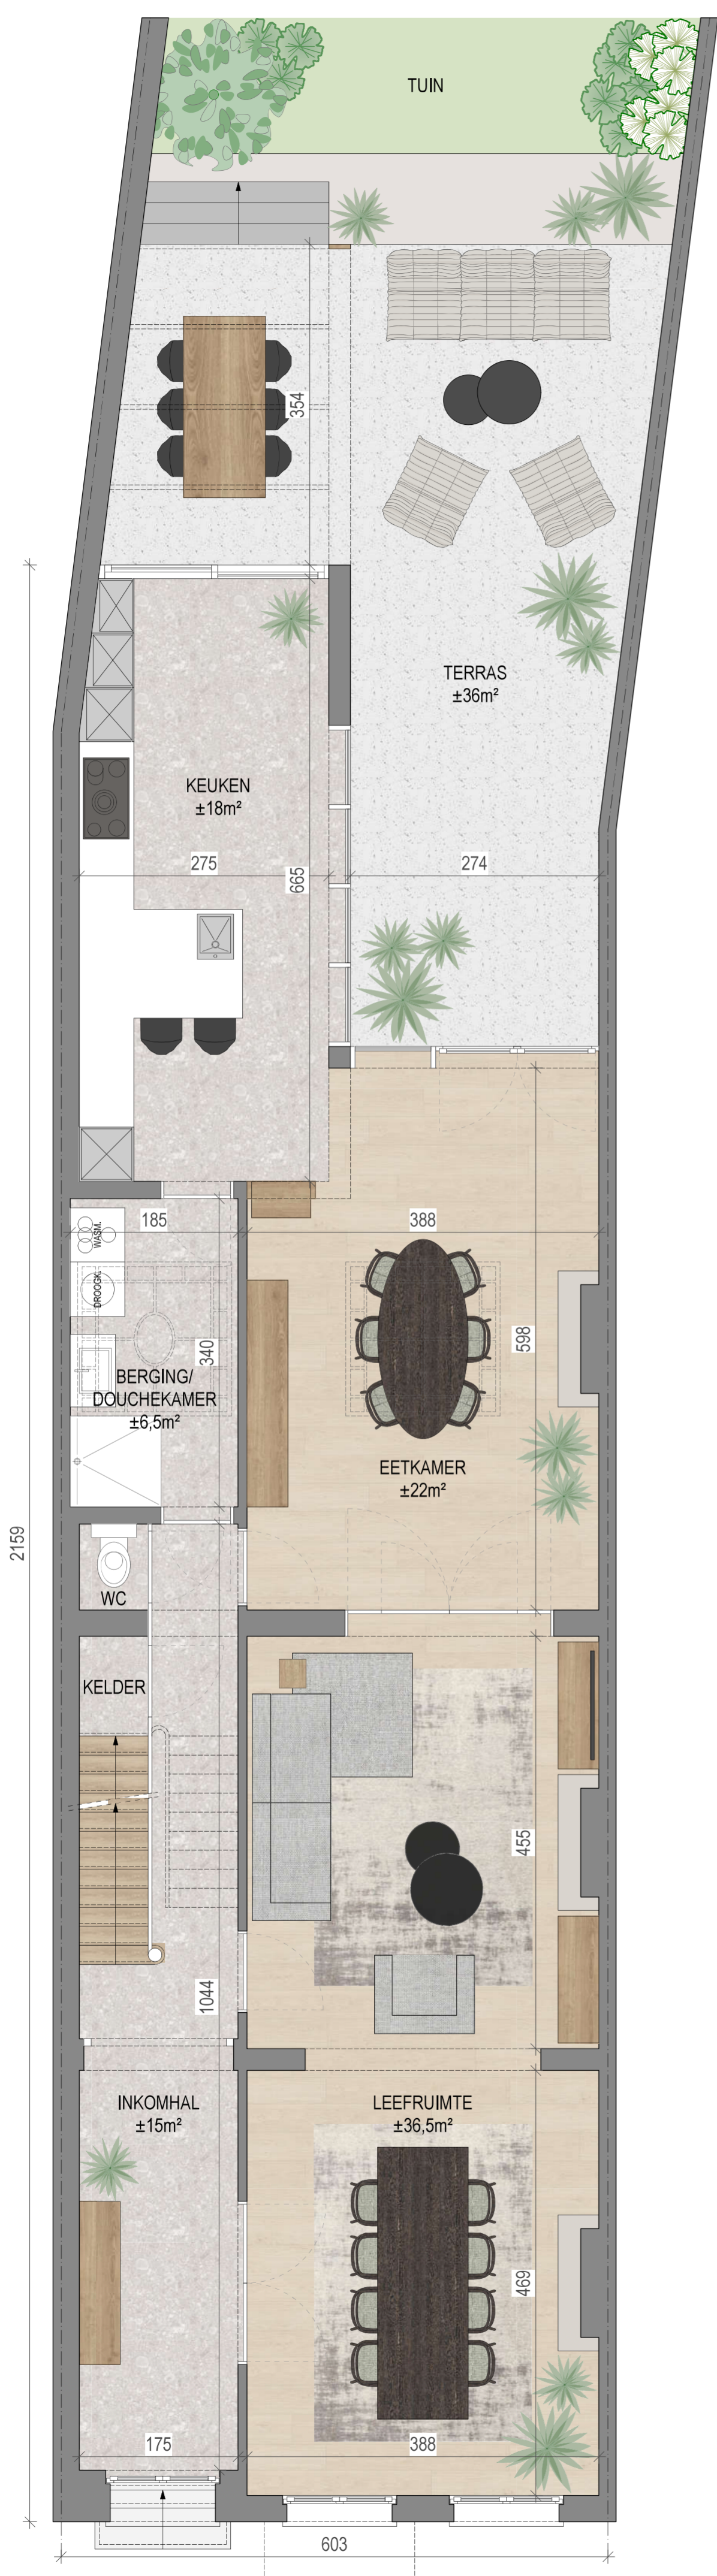 TUIN
354
TERRAS
±36m²
KEUKEN
±18m²
275
665
274
185
388
WASM.
DROOGK.
340
598
BERGING/
DOUCHEKAMER
±6,5m²
EETKAMER
±22m²
2159
WC
KELDER
455
1044
INKOMHAL
±15m²
LEEFRUIMTE
±36,5m²
469
175
388
603